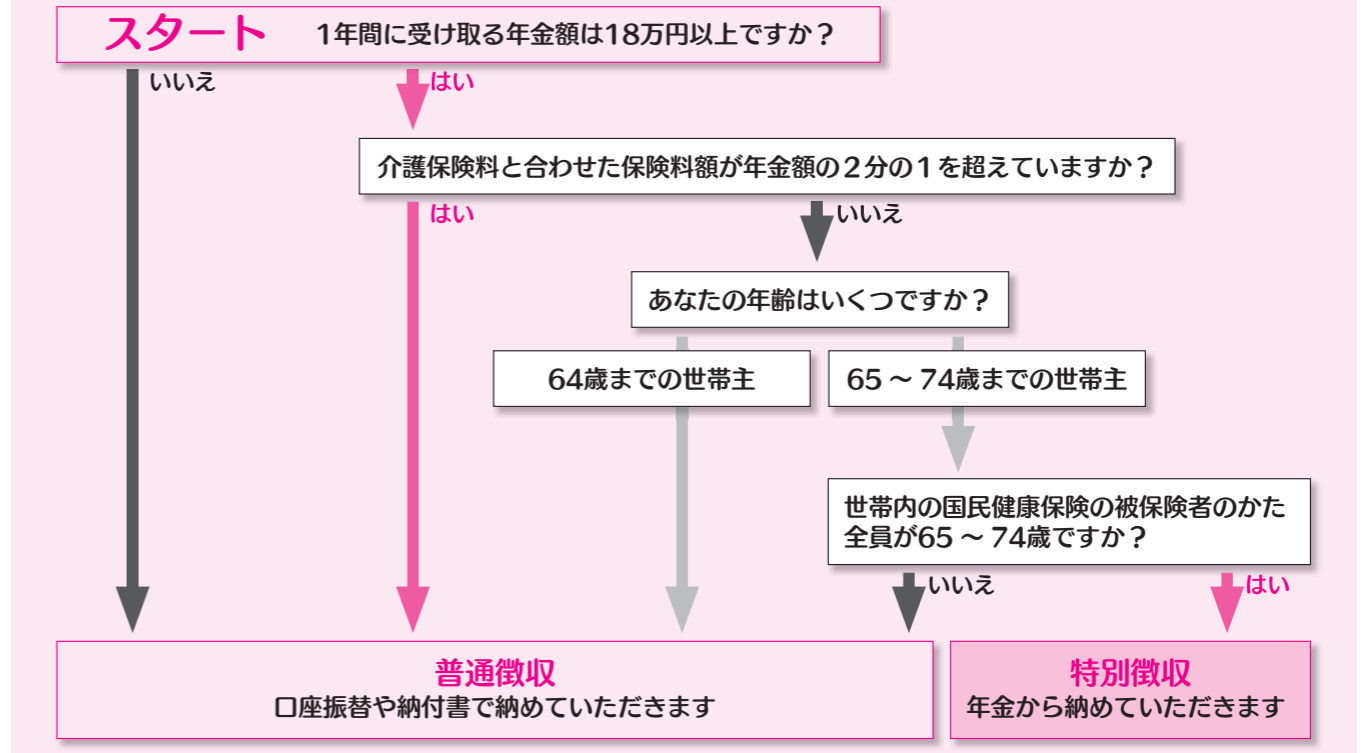 スタート 1年間に受け取る年金額は18万円以上ですか？
いいえ
はい
介護保険料と合わせた保険料額が年金額の２分の１を超えていますか？
はい
いいえ
あなたの年齢はいくつですか？
64歳までの世帯主
65 ～ 74歳までの世帯主
世帯内の国民健康保険の被保険者のかた
全員が65 ～ 74歳ですか？
いいえ
はい
普通徴収
口座振替や納付書で納めていただきます
特別徴収
年金から納めていただきます